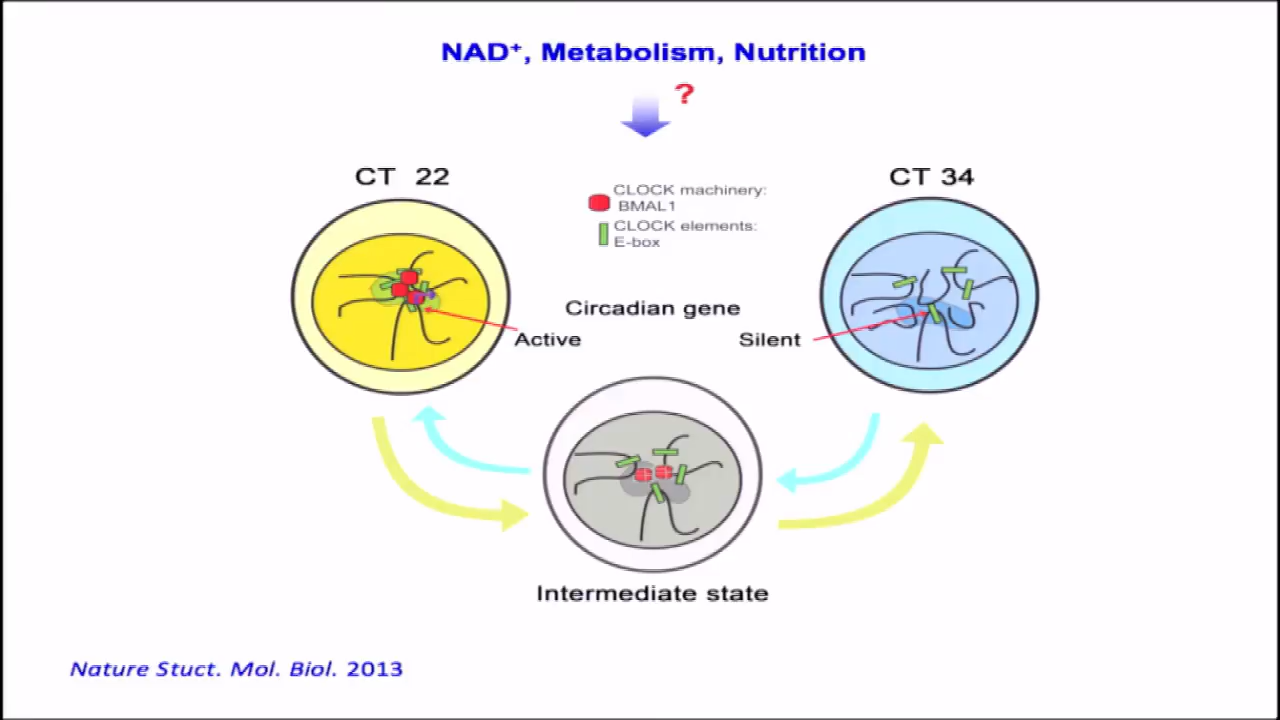 NAD⁺, Metabolism, Nutrition
?
CT 22
CT 34
CLOCK machinery:
BMAL1
CLOCK elements:
E-box
Circadian gene
Active
Silent
Intermediate state
Nature Stuct. Mol. Biol. 2013